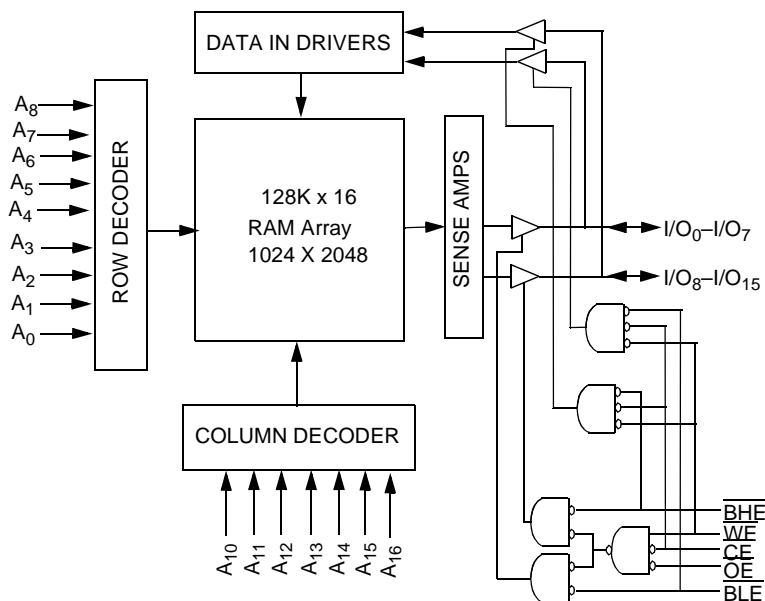 DATA IN DRIVERS
A8
A7
A6
A5
A4
A3
A2
A1
A0
ROW DECODER
128K x 16
RAM Array
1024 X 2048
SENSE AMPS
I/O0–I/O7
I/O8–I/O15
COLUMN DECODER
A10
A11
A12
A13
A14
A15
A16
BHE
WE
CE
OE
BLE